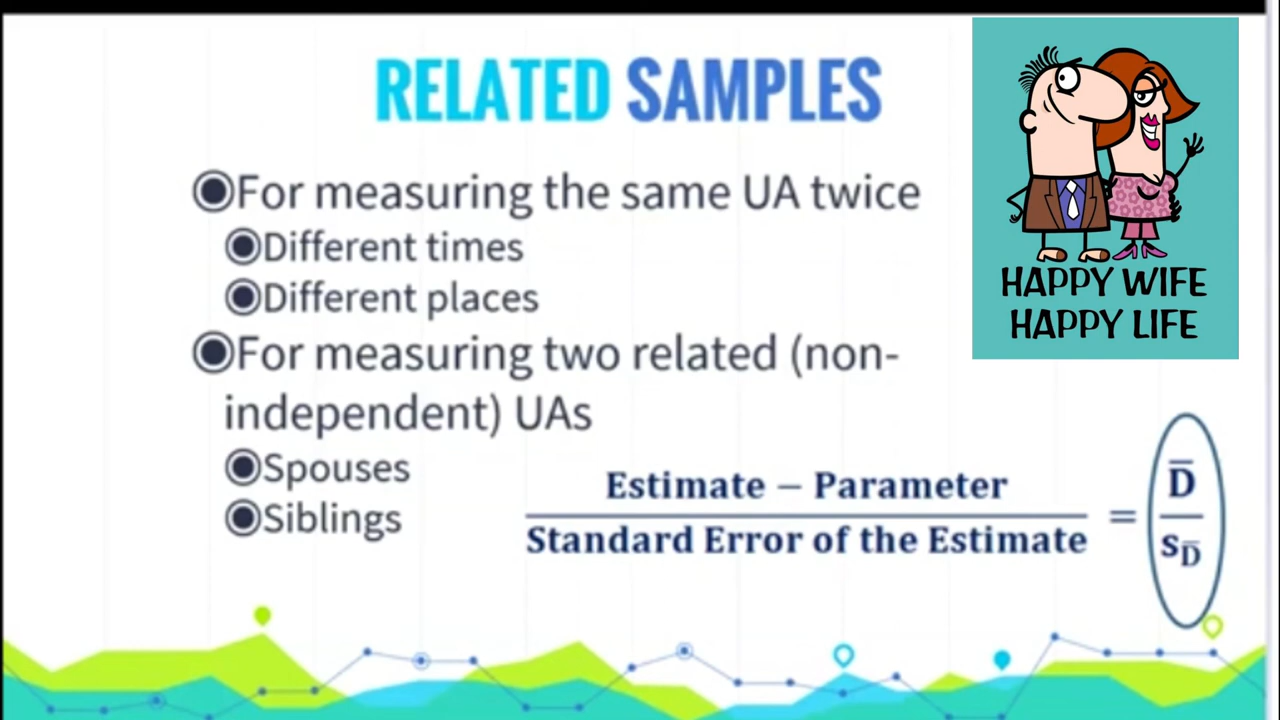 RELATED SAMPLES
◉For measuring the same UA twice
◉Different times
◉Different places
◉For measuring two related (non-
independent) UAs
◉Spouses
◉Siblings
Estimate − Parameter
Standard Error of the Estimate
=
D̄
s_D̄
HAPPY WIFE
HAPPY LIFE